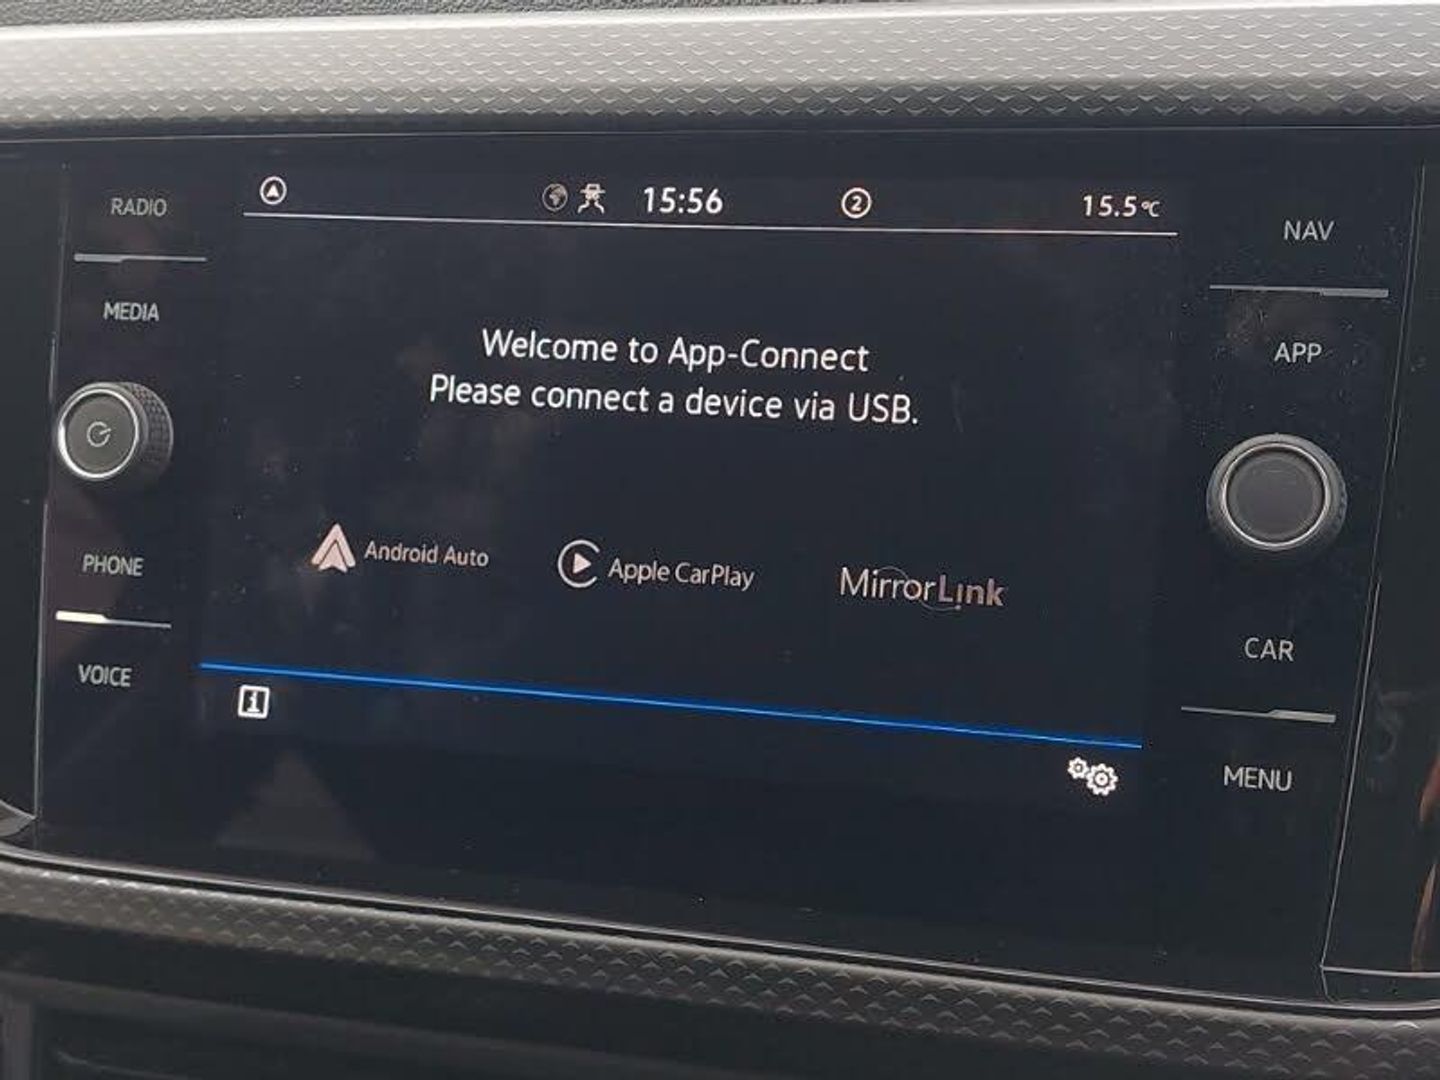 RADIO
MEDIA
PHONE
VOICE
15:56
2
15.5°C
Welcome to App-Connect
Please connect a device via USB.
Android Auto
Apple CarPlay
MirrorLink
i
NAV
APP
CAR
MENU